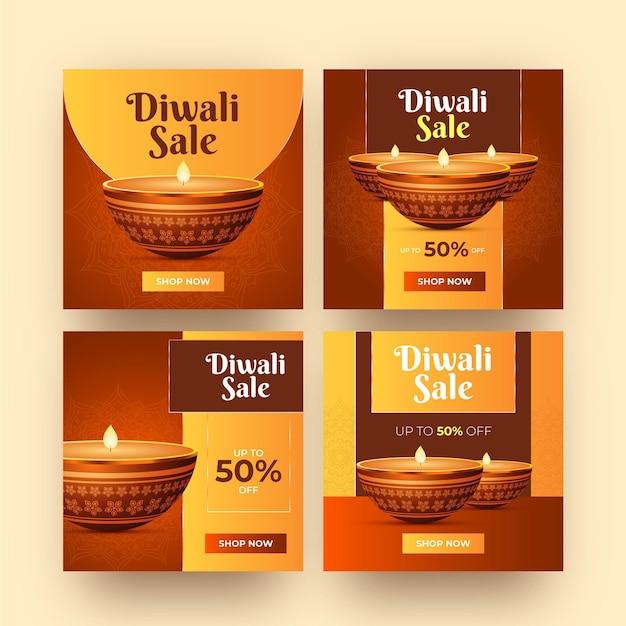 Diwali
Sale
SHOP NOW
Diwali
Sale
UP TO 50% OFF
SHOP NOW
Diwali
Sale
UP TO
50%
OFF
SHOP NOW
Diwali
Sale
UP TO 50% OFF
SHOP NOW